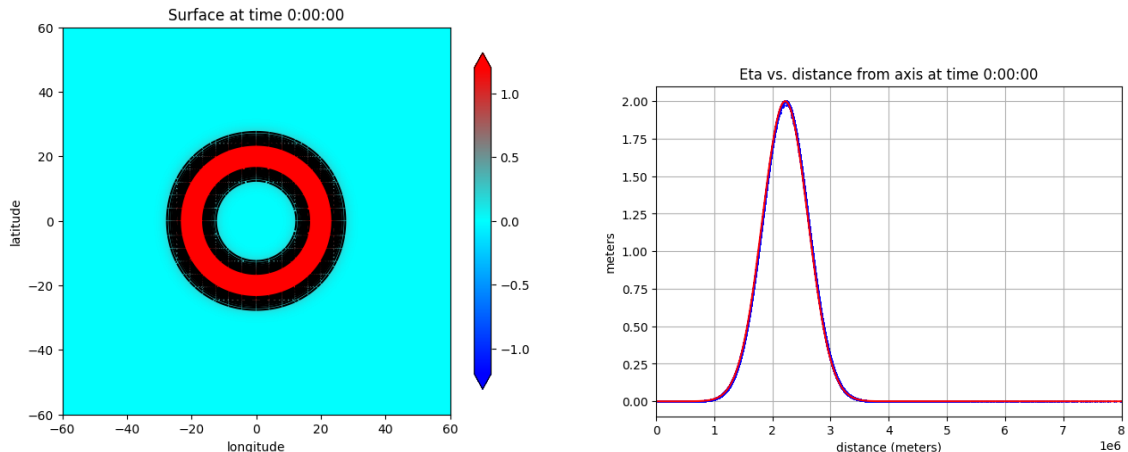 Surface at time 0:00:00
60
40
20
0
−20
−40
−60
latitude
−60 −40 −20 0 20 40 60
longitude
1.0
0.5
0.0
−0.5
−1.0
Eta vs. distance from axis at time 0:00:00
2.00
1.75
1.50
1.25
1.00
0.75
0.50
0.25
0.00
meters
0 1 2 3 4 5 6 7 8
distance (meters) 1e6